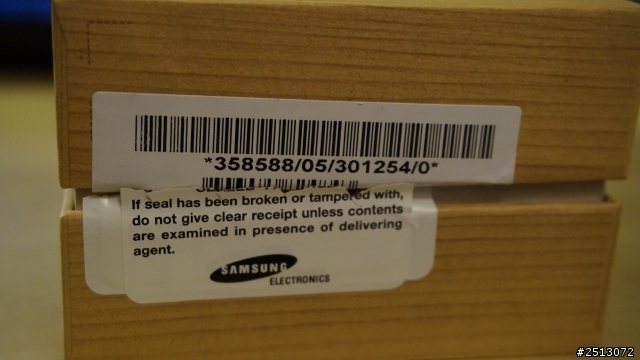 *358588/05/301254/0*
If seal has been broken or tampered with,
do not give clear receipt unless contents
are examined in presence of delivering
agent.
SAMSUNG
ELECTRONICS
#2513072